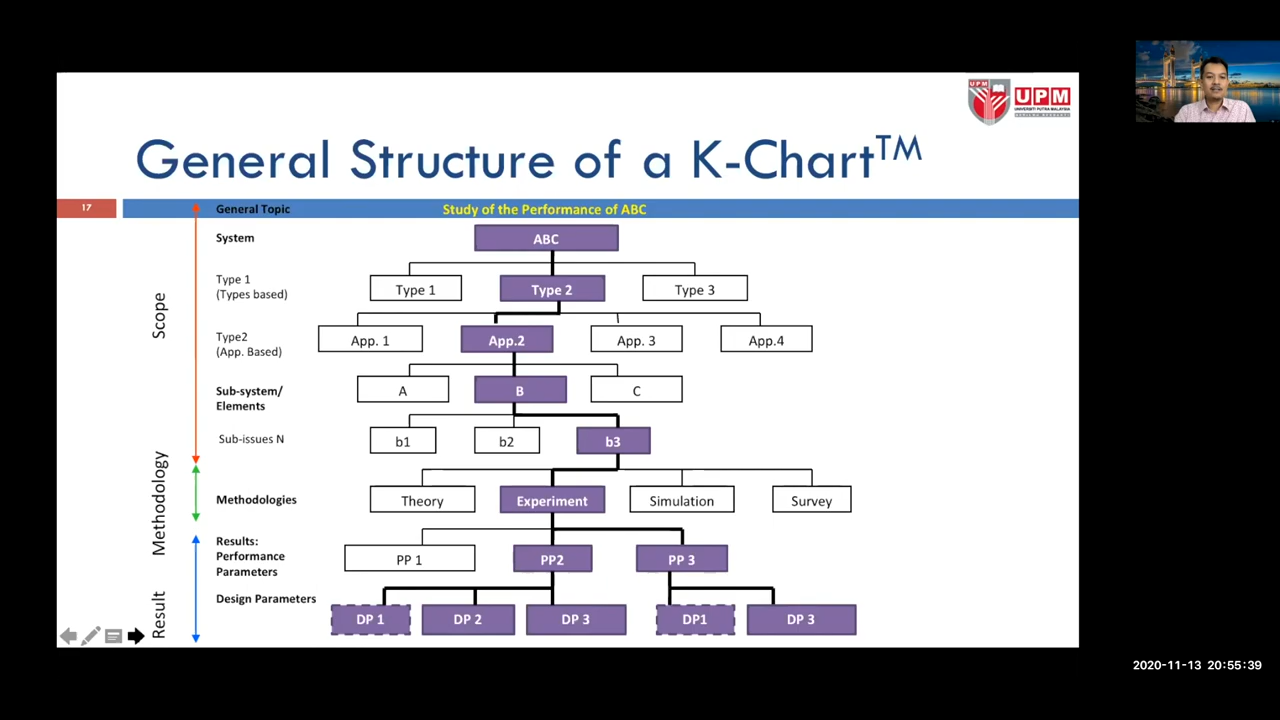 UPM
UPM
UNIVERSITI PUTRA MALAYSIA
General Structure of a K-Chart™
17
General Topic
Study of the Performance of ABC
System
ABC
Type 1
(Types based)
Type 1
Type 2
Type 3
Type2
(App. Based)
App. 1
App.2
App. 3
App.4
Sub-system/
Elements
A
B
C
Sub-issues N
b1
b2
b3
Methodologies
Theory
Experiment
Simulation
Survey
Results:
Performance
Parameters
PP 1
PP2
PP 3
Design Parameters
DP 1
DP 2
DP 3
DP1
DP 3
Scope
Methodology
Result
2020-11-13 20:55:39